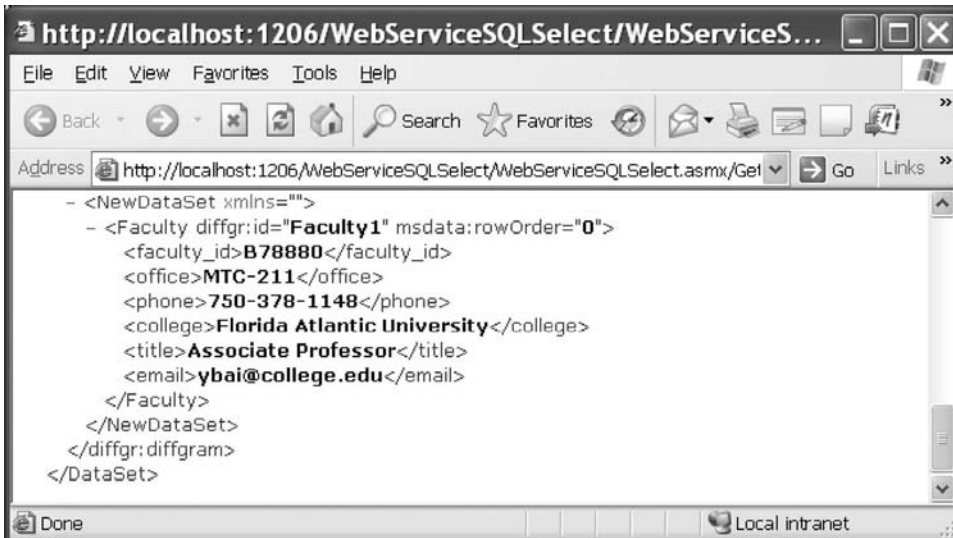 http://localhost:1206/WebServiceSQLSelect/WebServiceS...
File Edit View Favorites Tools Help
Back Search Favorites
Address http://localhost:1206/WebServiceSQLSelect/WebServiceSQLSelect.asmx/Get Go Links
- <NewDataSet xmlns="">
- <Faculty diffgr:id="Faculty1" msdata:rowOrder="0">
<faculty_id>B78880</faculty_id>
<office>MTC-211</office>
<phone>750-378-1148</phone>
<college>Florida Atlantic University</college>
<title>Associate Professor</title>
<email>ybai@college.edu</email>
</Faculty>
</NewDataSet>
</diffgr:diffgram>
</DataSet>
Done Local intranet